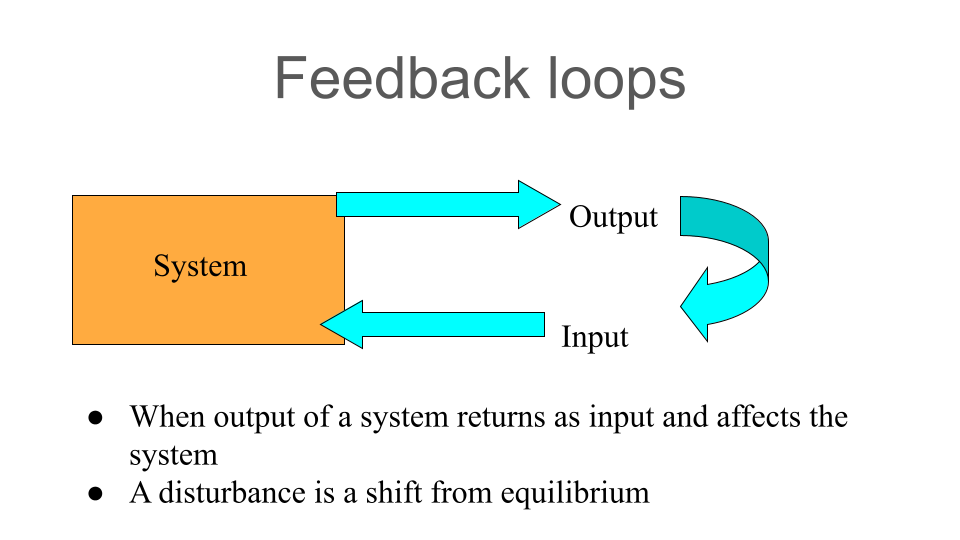 Feedback loops
System
Output
Input
● When output of a system returns as input and affects the
system
● A disturbance is a shift from equilibrium